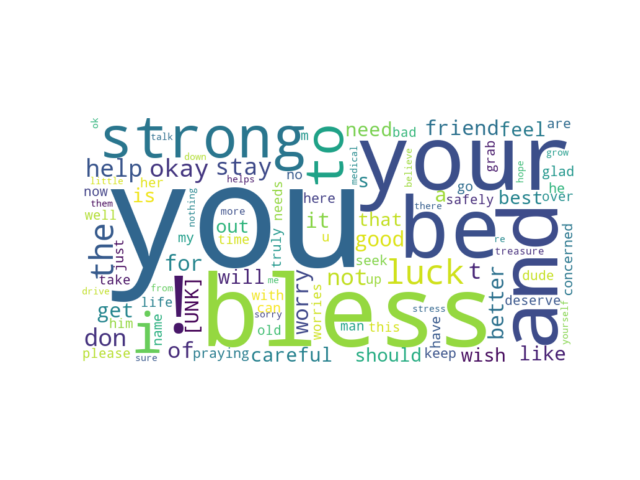 ok
talk
strong
to
need
bad
friend
feel
are
m
your
grab
medical
believe
hope
grow
help
okay
stay
down
no
glad
little
her
helps
s
go
he
now
is
nothing
here
a
safely
best
over
them
more
needs
be
there
and
the
well
my
out
it
that
you
just
time
truly
u
good
re
take
for
me
seek
treasure
concerned
!
will
worry
not
up
luck
t
better
dude
drive
from
[UNK]
with
can
bless
stress
deserve
get
life
i
worries
have
yourself
don
him
name
sorry
old
man
this
please
sure
of
praying
careful
should
keep
wish
like